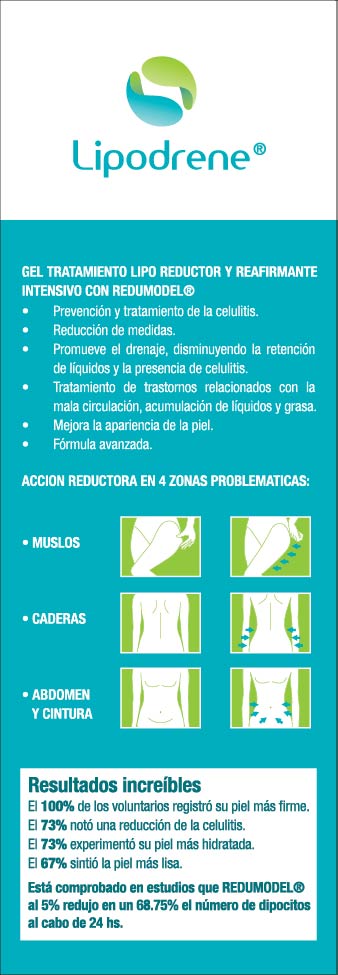 Lipodrene®
GEL TRATAMIENTO LIPO REDUCTOR Y REAFIRMANTE
INTENSIVO CON REDUMODEL®
• Prevención y tratamiento de la celulitis.
• Reducción de medidas.
• Promueve el drenaje, disminuyendo la retención
de líquidos y la presencia de celulitis.
• Tratamiento de trastornos relacionados con la
mala circulación, acumulación de líquidos y grasa.
• Mejora la apariencia de la piel.
• Fórmula avanzada.
ACCION REDUCTORA EN 4 ZONAS PROBLEMATICAS:
• MUSLOS
• CADERAS
• ABDOMEN
Y CINTURA
Resultados increíbles
El 100% de los voluntarios registró su piel más firme.
El 73% notó una reducción de la celulitis.
El 73% experimentó su piel más hidratada.
El 67% sintió la piel más lisa.
Está comprobado en estudios que REDUMODEL®
al 5% redujo en un 68.75% el número de dipocitos
al cabo de 24 hs.